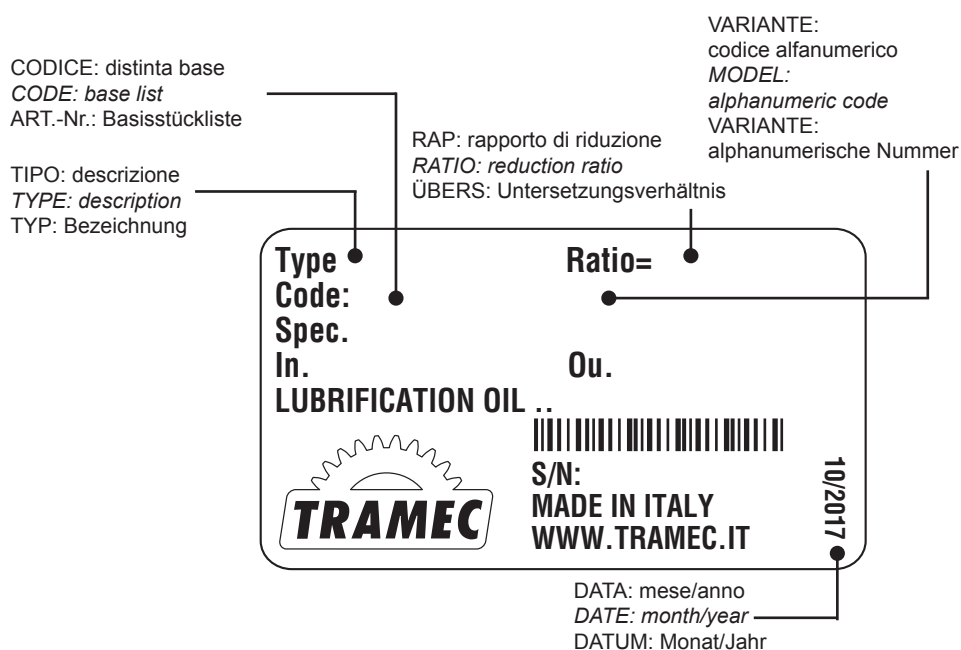 CODICE: distinta base
CODE: base list
ART.-Nr.: Basisstückliste
TIPO: descrizione
TYPE: description
TYP: Bezeichnung
RAP: rapporto di riduzione
RATIO: reduction ratio
ÜBERS: Untersetzungsverhältnis
VARIANTE:
codice alfanumerico
MODEL:
alphanumeric code
VARIANTE:
alphanumerische Nummer
Type Ratio=
Code:
Spec.
In. Ou.
LUBRIFICATION OIL ..
TRAMEC
S/N:
MADE IN ITALY
WWW.TRAMEC.IT
10/2017
DATA: mese/anno
DATE: month/year
DATUM: Monat/Jahr